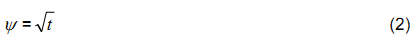 ψ = √t (2)